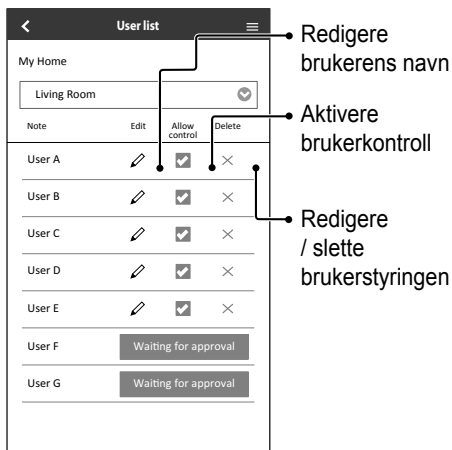 User list
My Home
Living Room
Note Edit Allow control Delete
User A
User B
User C
User D
User E
User F Waiting for approval
User G Waiting for approval
Redigere
brukerens navn
Aktivere
brukerkontroll
Redigere
/ slette
brukerstyringen